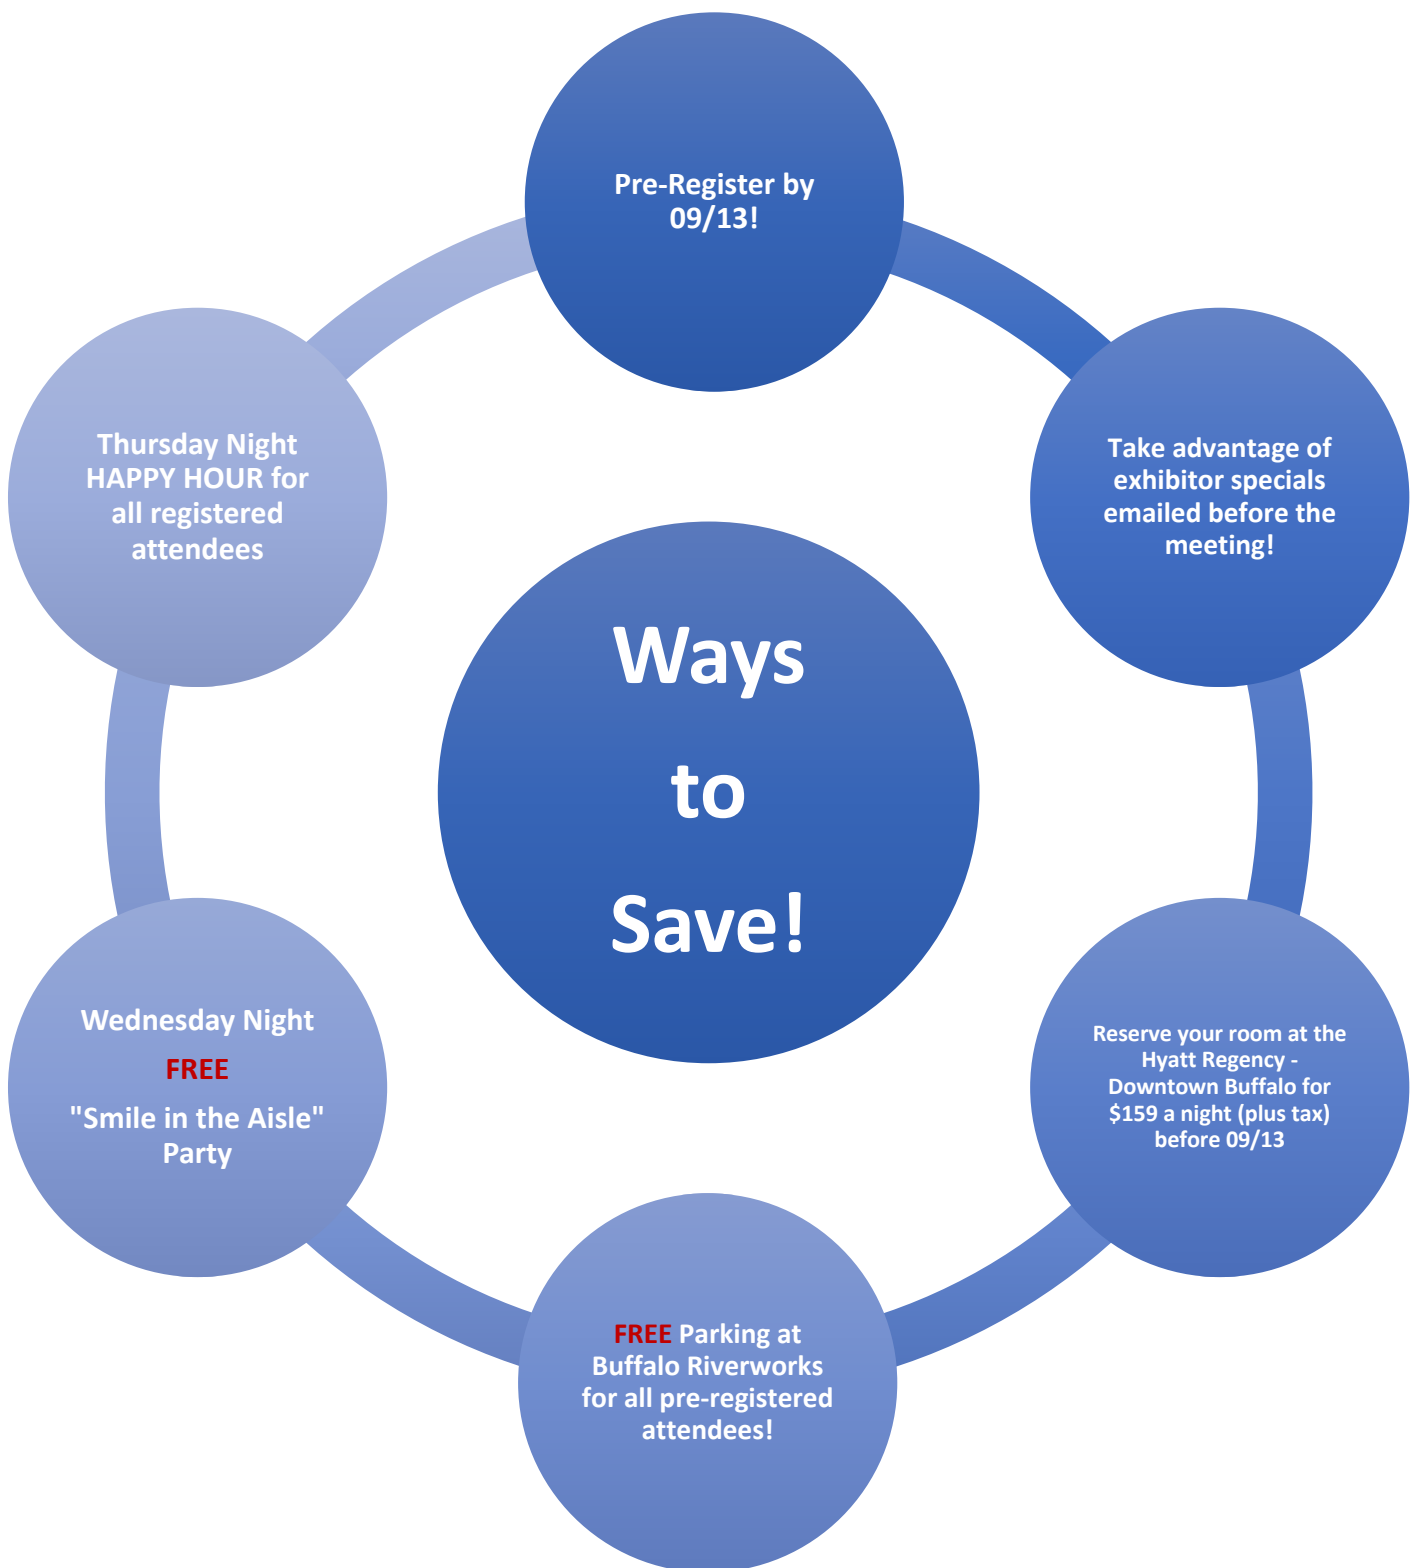 Pre-Register by
09/13!
Take advantage of
exhibitor specials
emailed before the
meeting!
Reserve your room at the
Hyatt Regency -
Downtown Buffalo for
$159 a night (plus tax)
before 09/13
FREE Parking at
Buffalo Riverworks
for all pre-registered
attendees!
Wednesday Night
FREE
"Smile in the Aisle"
Party
Thursday Night
HAPPY HOUR for
all registered
attendees
Ways
to
Save!